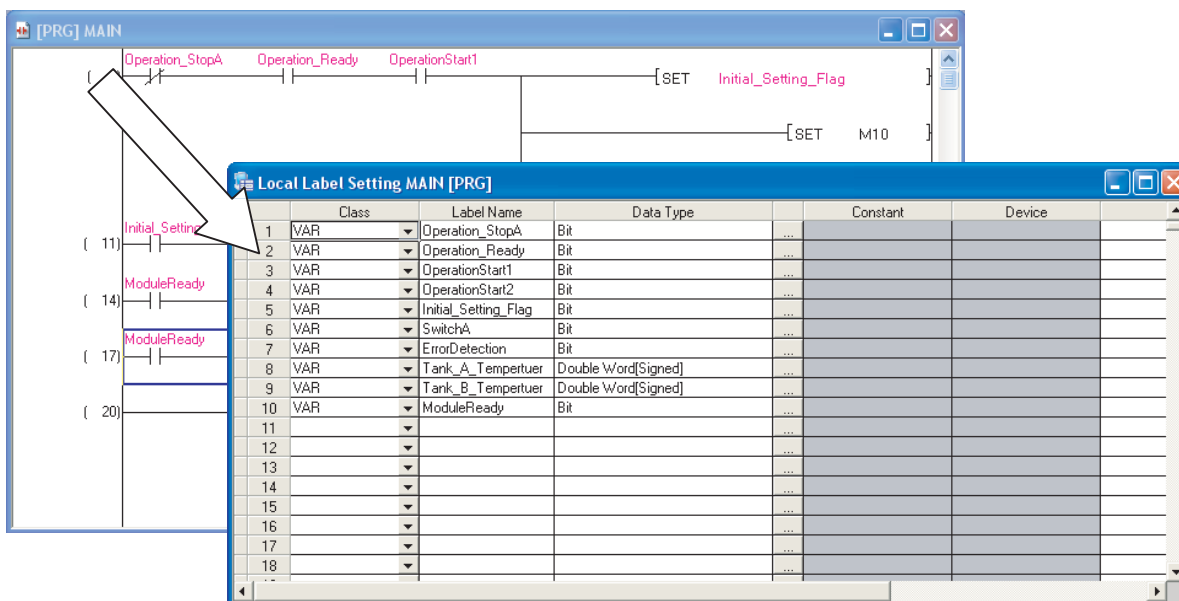 [PRG] MAIN
Operation_StopA Operation_Ready OperationStart1
SET Initial_Setting_Flag
SET M10
( 11) Initial_Setting
( 14) ModuleReady
( 17) ModuleReady
( 20)
Local Label Setting MAIN [PRG]
Class Label Name Data Type Constant Device
1 VAR Operation_StopA Bit ...
2 VAR Operation_Ready Bit ...
3 VAR OperationStart1 Bit ...
4 VAR OperationStart2 Bit ...
5 VAR Initial_Setting_Flag Bit ...
6 VAR SwitchA Bit ...
7 VAR ErrorDetection Bit ...
8 VAR Tank_A_Tempertuer Double Word[Signed] ...
9 VAR Tank_B_Tempertuer Double Word[Signed] ...
10 VAR ModuleReady Bit ...
11 ...
12 ...
13 ...
14 ...
15 ...
16 ...
17 ...
18 ...